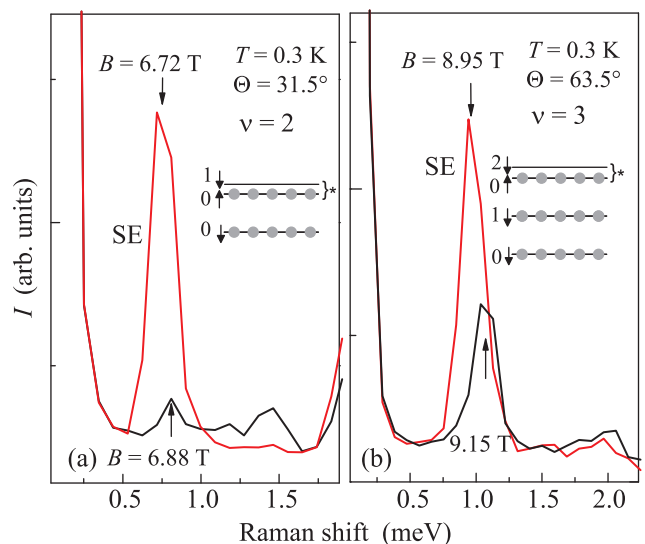 B = 6.72 T
T = 0.3 K
Θ = 31.5°
ν = 2
SE
1
0
0
}*
(a)
B = 6.88 T
B = 8.95 T
T = 0.3 K
Θ = 63.5°
ν = 3
SE
2
0
1
0
}*
(b)
9.15 T
I (arb. units)
0.5 1.0 1.5
0.5 1.0 1.5 2.0
Raman shift (meV)